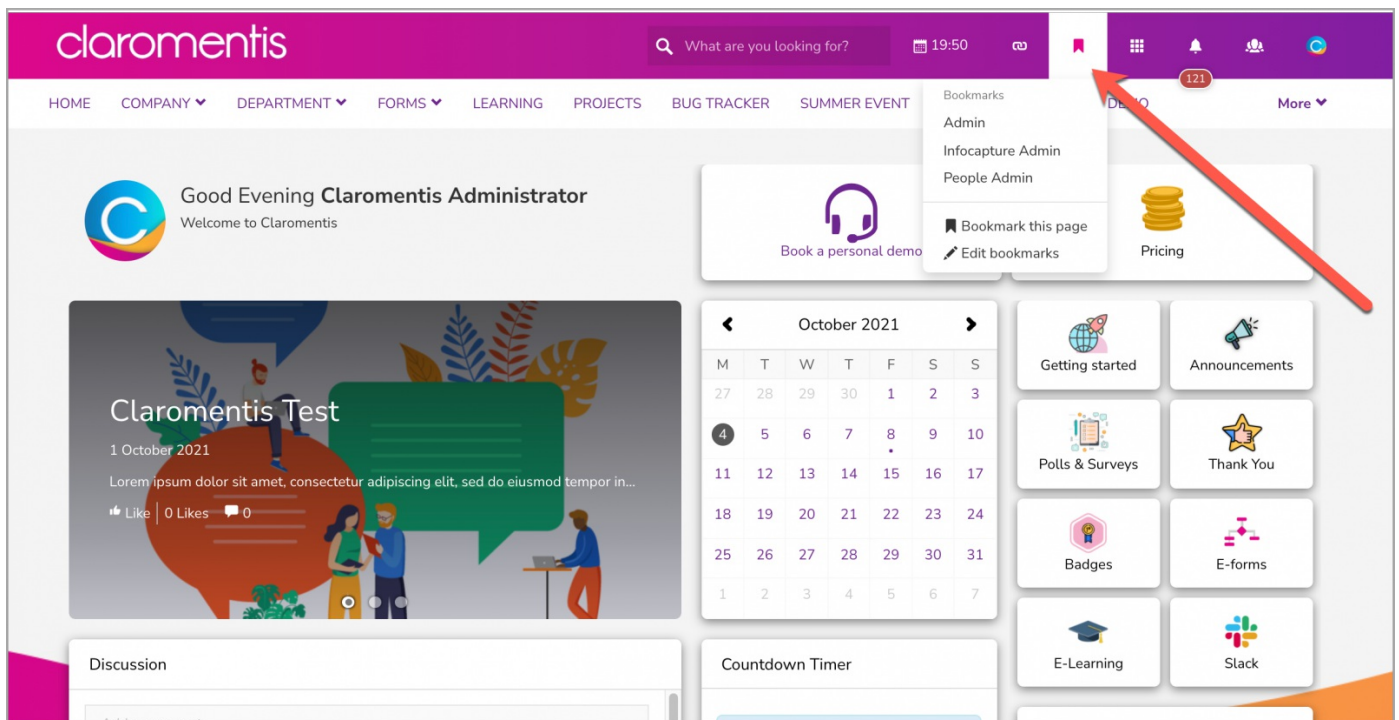 claromentis
What are you looking for?
19:50
121
HOME
COMPANY
DEPARTMENT
FORMS
LEARNING
PROJECTS
BUG TRACKER
SUMMER EVENT
More
Bookmarks
Admin
Infocapture Admin
People Admin
Bookmark this page
Edit bookmarks
Good Evening Claromentis Administrator
Welcome to Claromentis
Book a personal demo
Pricing
Claromentis Test
1 October 2021
Lorem ipsum dolor sit amet, consectetur adipiscing elit, sed do eiusmod tempor in...
Like | 0 Likes 0
October 2021
M T W T F S S
27 28 29 30 1 2 3
4 5 6 7 8 9 10
11 12 13 14 15 16 17
18 19 20 21 22 23 24
25 26 27 28 29 30 31
1 2 3 4 5 6 7
Getting started
Announcements
Polls & Surveys
Thank You
Badges
E-forms
E-Learning
Slack
Discussion
Countdown Timer